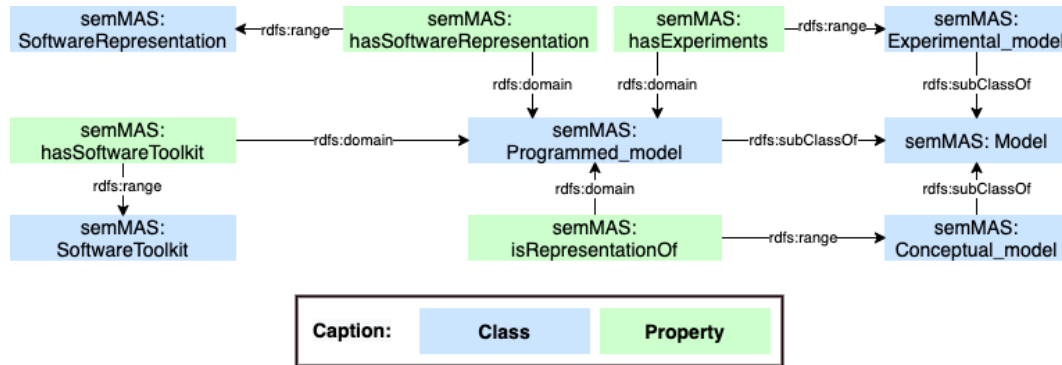 semMAS:
SoftwareRepresentation
rdfs:range
semMAS:
hasSoftwareRepresentation
semMAS:
hasExperiments
rdfs:range
semMAS:
Experimental_model
rdfs:domain
rdfs:domain
rdfs:subClassOf
semMAS:
hasSoftwareToolkit
rdfs:domain
semMAS:
Programmed_model
rdfs:subClassOf
semMAS: Model
rdfs:range
rdfs:domain
rdfs:subClassOf
semMAS:
SoftwareToolkit
semMAS:
isRepresentationOf
rdfs:range
semMAS:
Conceptual_model
Caption:
Class
Property